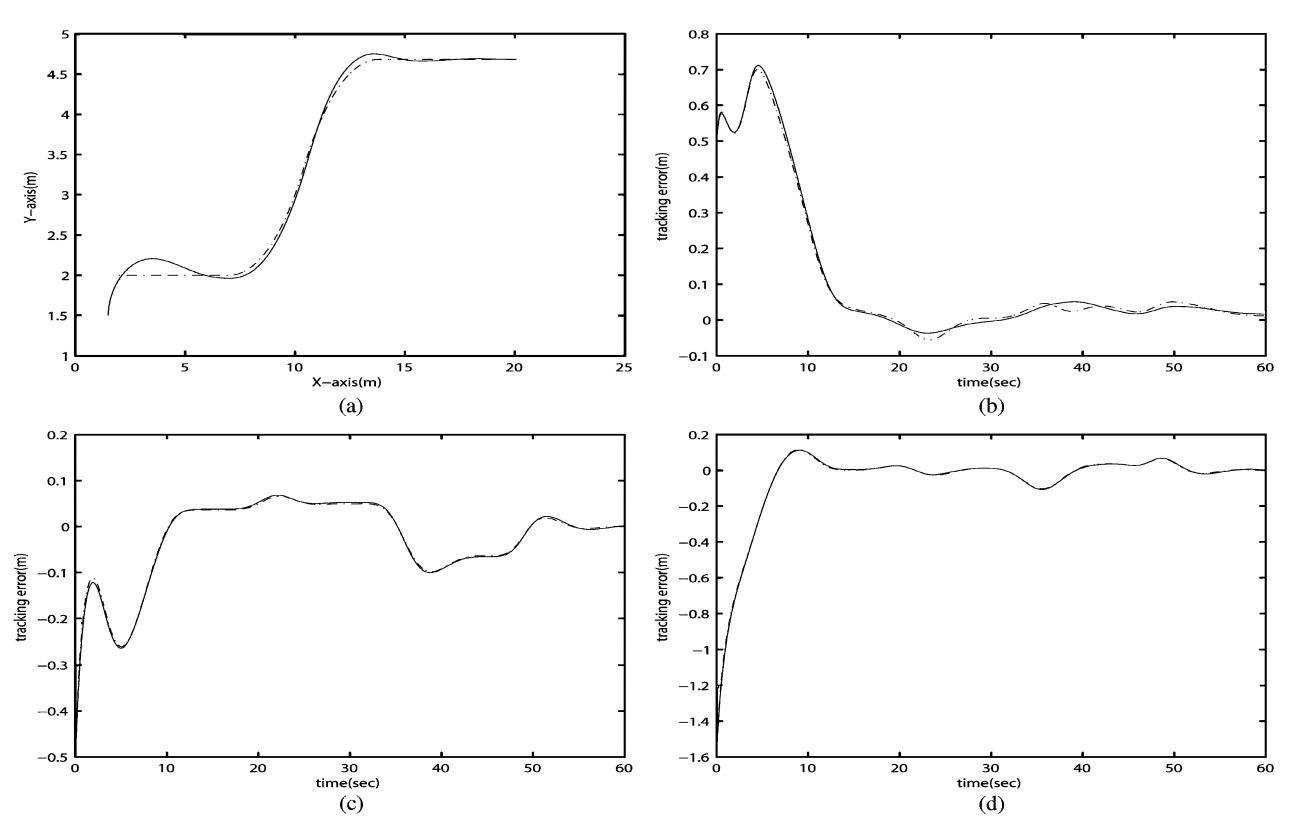 5
4.5
4
3.5
3
2.5
2
1.5
1
Y−axis(m)
0 5 10 15 20 25
X−axis(m)
(a)
0.8
0.7
0.6
0.5
0.4
0.3
0.2
0.1
0
−0.1
tracking error(m)
0 10 20 30 40 50 60
time(sec)
(b)
0.2
0.1
0
−0.1
−0.2
−0.3
−0.4
−0.5
tracking error(m)
0 10 20 30 40 50 60
time(sec)
(c)
0.2
0
−0.2
−0.4
−0.6
−0.8
−1
−1.2
−1.4
−1.6
tracking error(m)
0 10 20 30 40 50 60
time(sec)
(d)